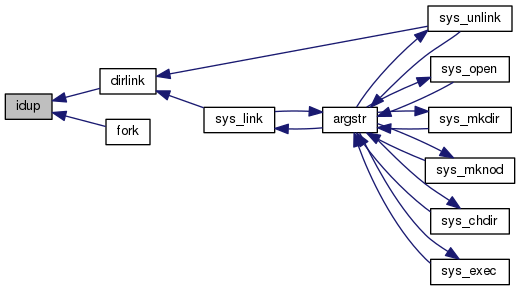 idup
dirlink
fork
sys_link
argstr
sys_unlink
sys_open
sys_mkdir
sys_mknod
sys_chdir
sys_exec